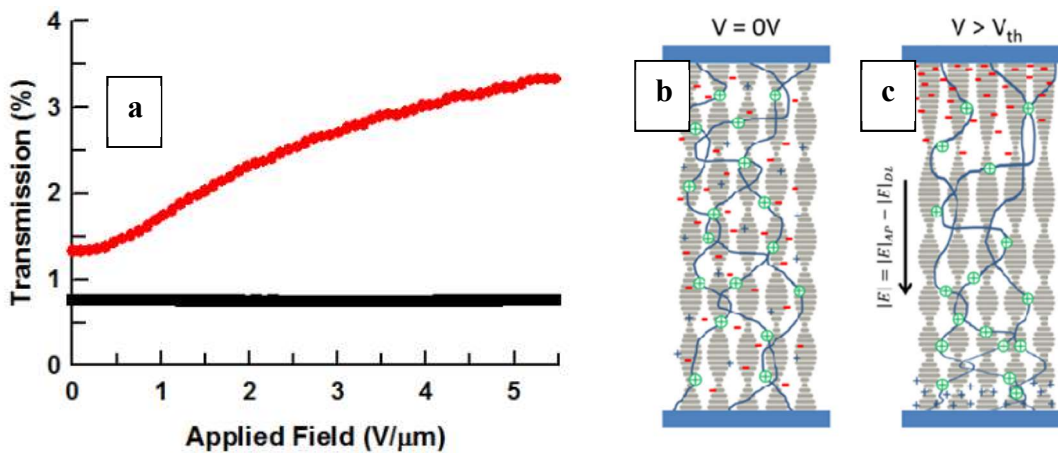 4
3
2
1
0
Transmission (%)
a
0 1 2 3 4 5
Applied Field (V/μm)
V = 0V
b
V > Vth
c
|E| = |E|AP − |E|DL